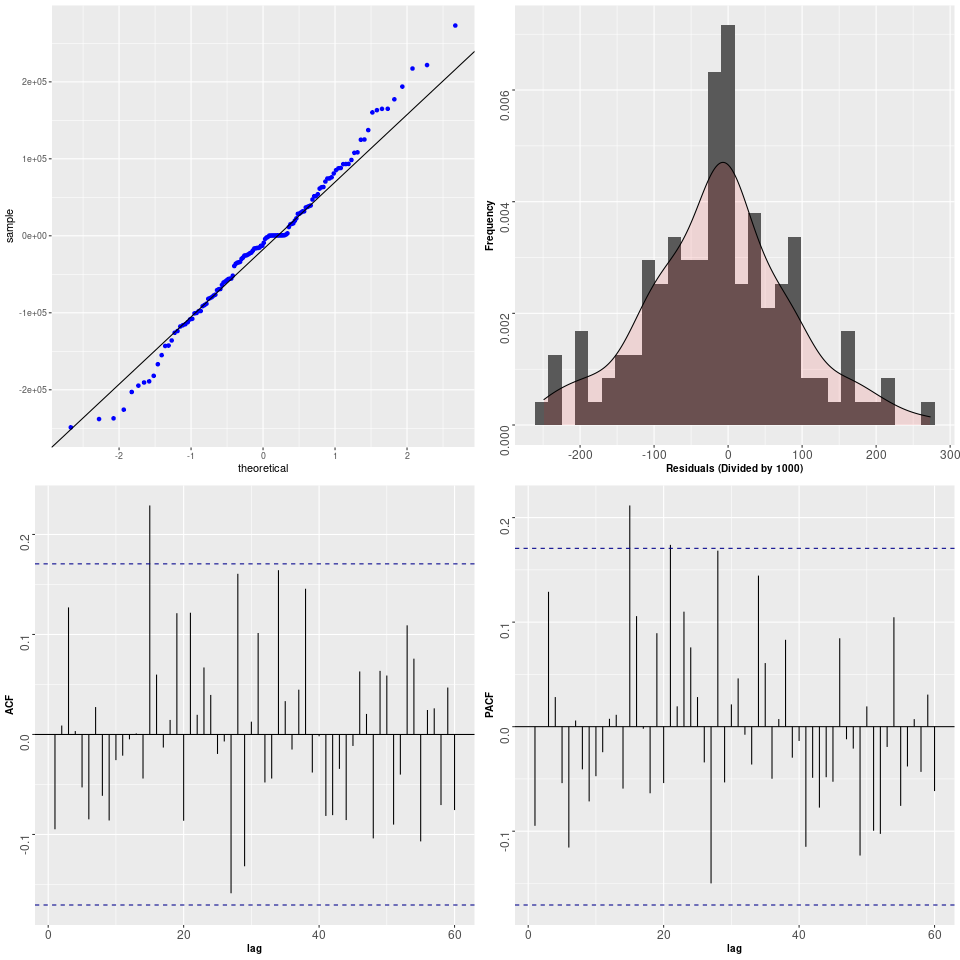 sample
2e+05
1e+05
0e+00
-1e+05
-2e+05
-2
-1
0
1
2
theoretical
Frequency
0.006
0.004
0.002
0.000
-200
-100
0
100
200
300
Residuals (Divided by 1000)
ACF
0.2
0.1
0.0
-0.1
0
20
40
60
lag
PACF
0.2
0.1
0.0
-0.1
0
20
40
60
lag